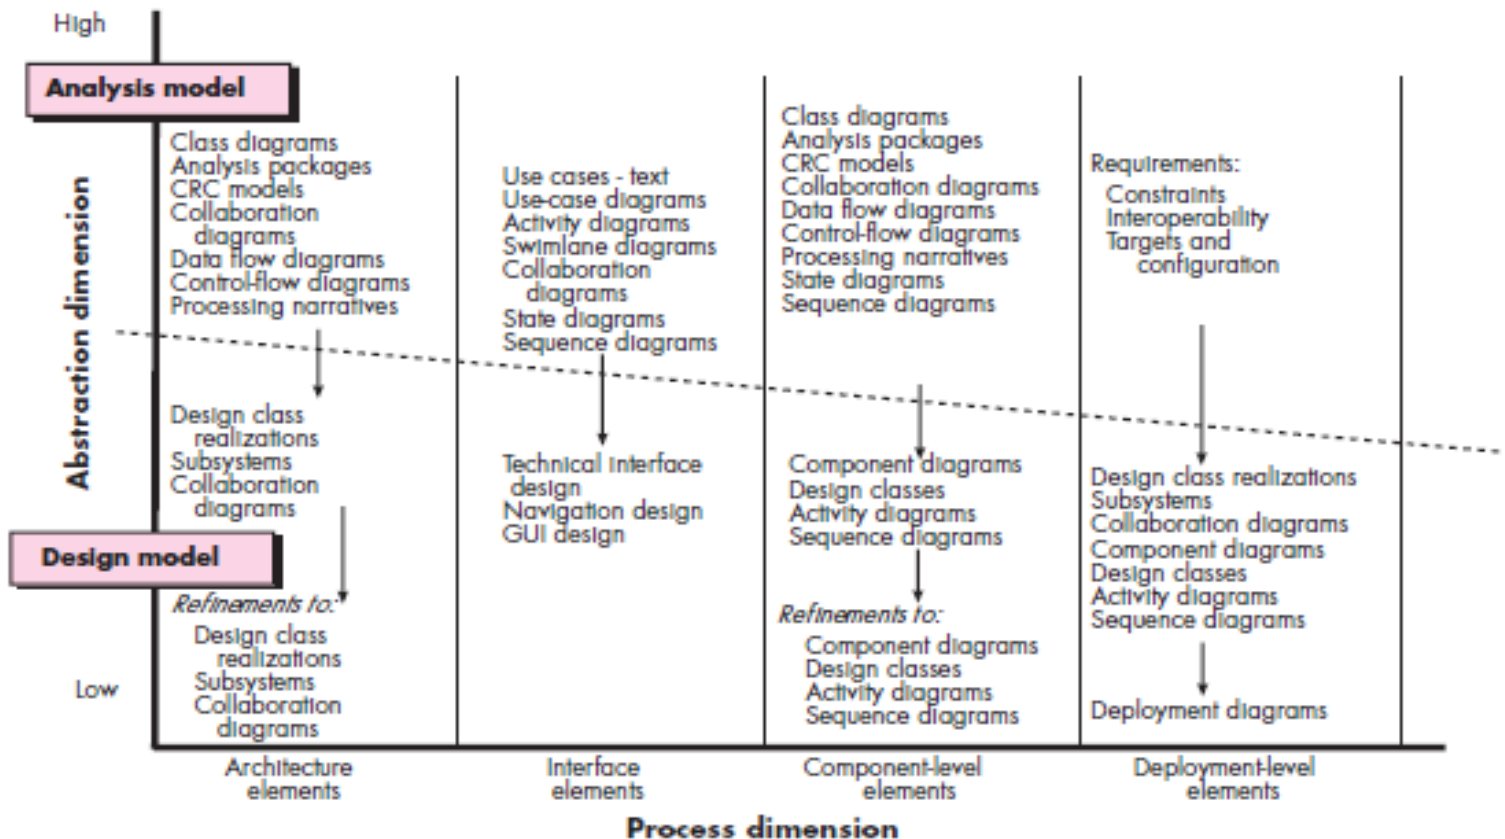 High
Analysis model
Abstraction dimension
Class diagrams
Analysis packages
CRC models
Collaboration
diagrams
Data flow diagrams
Control-flow diagrams
Processing narratives
Design class
realizations
Subsystems
Collaboration
diagrams
Design model
Refinements to:
Design class
realizations
Subsystems
Collaboration
diagrams
Low
Use cases - text
Use-case diagrams
Activity diagrams
Swimlane diagrams
Collaboration
diagrams
State diagrams
Sequence diagrams
Technical interface
design
Navigation design
GUI design
Class diagrams
Analysis packages
CRC models
Collaboration diagrams
Data flow diagrams
Control-flow diagrams
Processing narratives
State diagrams
Sequence diagrams
Component diagrams
Design classes
Activity diagrams
Sequence diagrams
Refinements to:
Component diagrams
Design classes
Activity diagrams
Sequence diagrams
Requirements:
Constraints
Interoperability
Targets and
configuration
Design class realizations
Subsystems
Collaboration diagrams
Component diagrams
Design classes
Activity diagrams
Sequence diagrams
Deployment diagrams
Architecture
elements
Interface
elements
Component-level
elements
Deployment-level
elements
Process dimension